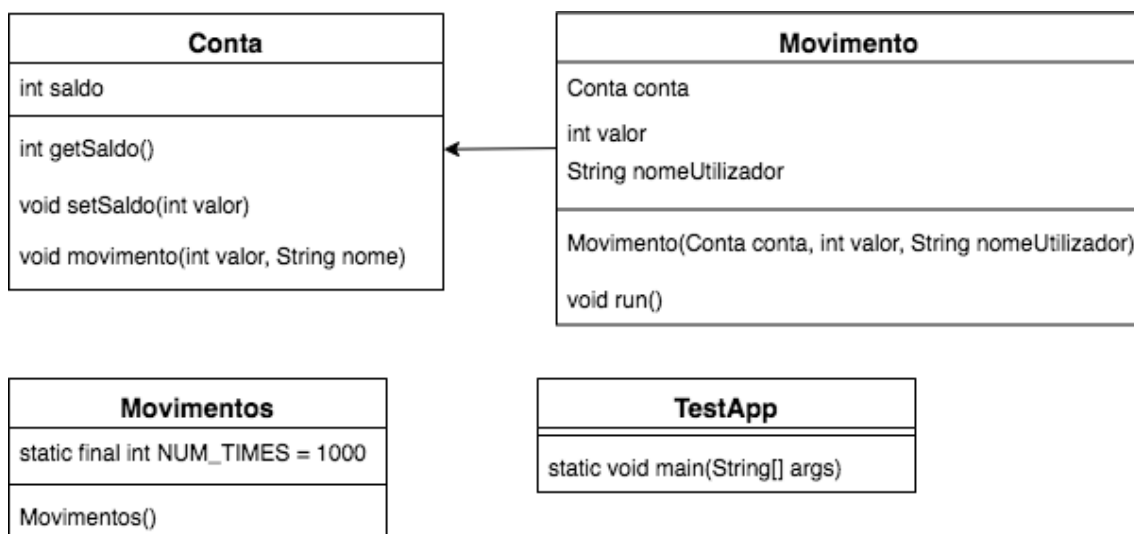 Conta
int saldo
int getSaldo()
void setSaldo(int valor)
void movimento(int valor, String nome)
Movimento
Conta conta
int valor
String nomeUtilizador
Movimento(Conta conta, int valor, String nomeUtilizador)
void run()
Movimentos
static final int NUM_TIMES = 1000
Movimentos()
TestApp
static void main(String[] args)